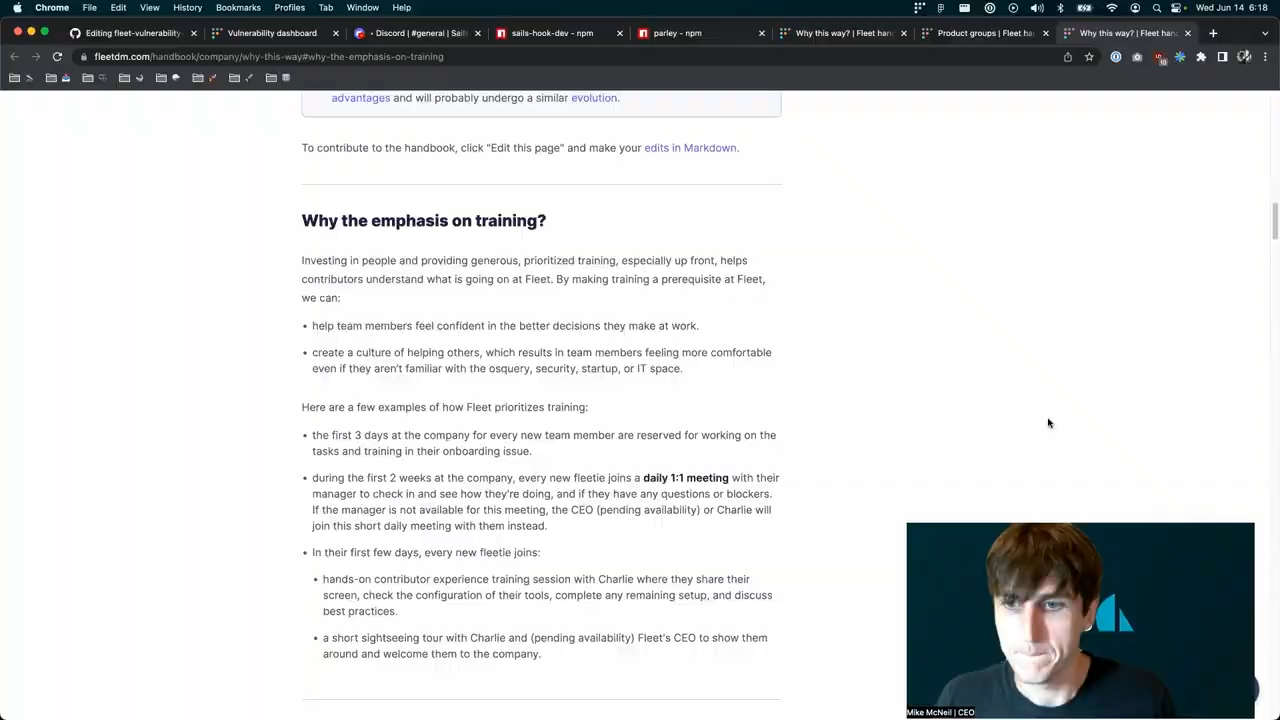 Chrome File Edit View History Bookmarks Profiles Tab Window Help Wed Jun 14 6:18
Editing fleet-vulnerability- Vulnerability dashboard • Discord | #general | Sails sails-hook-dev - npm parley - npm Why this way? | Fleet han Product groups | Fleet ha Why this way? | Fleet han
fleetdm.com/handbook/company/why-this-way#why-the-emphasis-on-training
advantages and will probably undergo a similar evolution.
To contribute to the handbook, click "Edit this page" and make your edits in Markdown.
Why the emphasis on training?
Investing in people and providing generous, prioritized training, especially up front, helps
contributors understand what is going on at Fleet. By making training a prerequisite at Fleet,
we can:
• help team members feel confident in the better decisions they make at work.
• create a culture of helping others, which results in team members feeling more comfortable
even if they aren't familiar with the osquery, security, startup, or IT space.
Here are a few examples of how Fleet prioritizes training:
• the first 3 days at the company for every new team member are reserved for working on the
tasks and training in their onboarding issue.
• during the first 2 weeks at the company, every new fleetie joins a daily 1:1 meeting with their
manager to check in and see how they're doing, and if they have any questions or blockers.
If the manager is not available for this meeting, the CEO (pending availability) or Charlie will
join this short daily meeting with them instead.
• In their first few days, every new fleetie joins:
• hands-on contributor experience training session with Charlie where they share their
screen, check the configuration of their tools, complete any remaining setup, and discuss
best practices.
• a short sightseeing tour with Charlie and (pending availability) Fleet's CEO to show them
around and welcome them to the company.
Mike McNeil | CEO